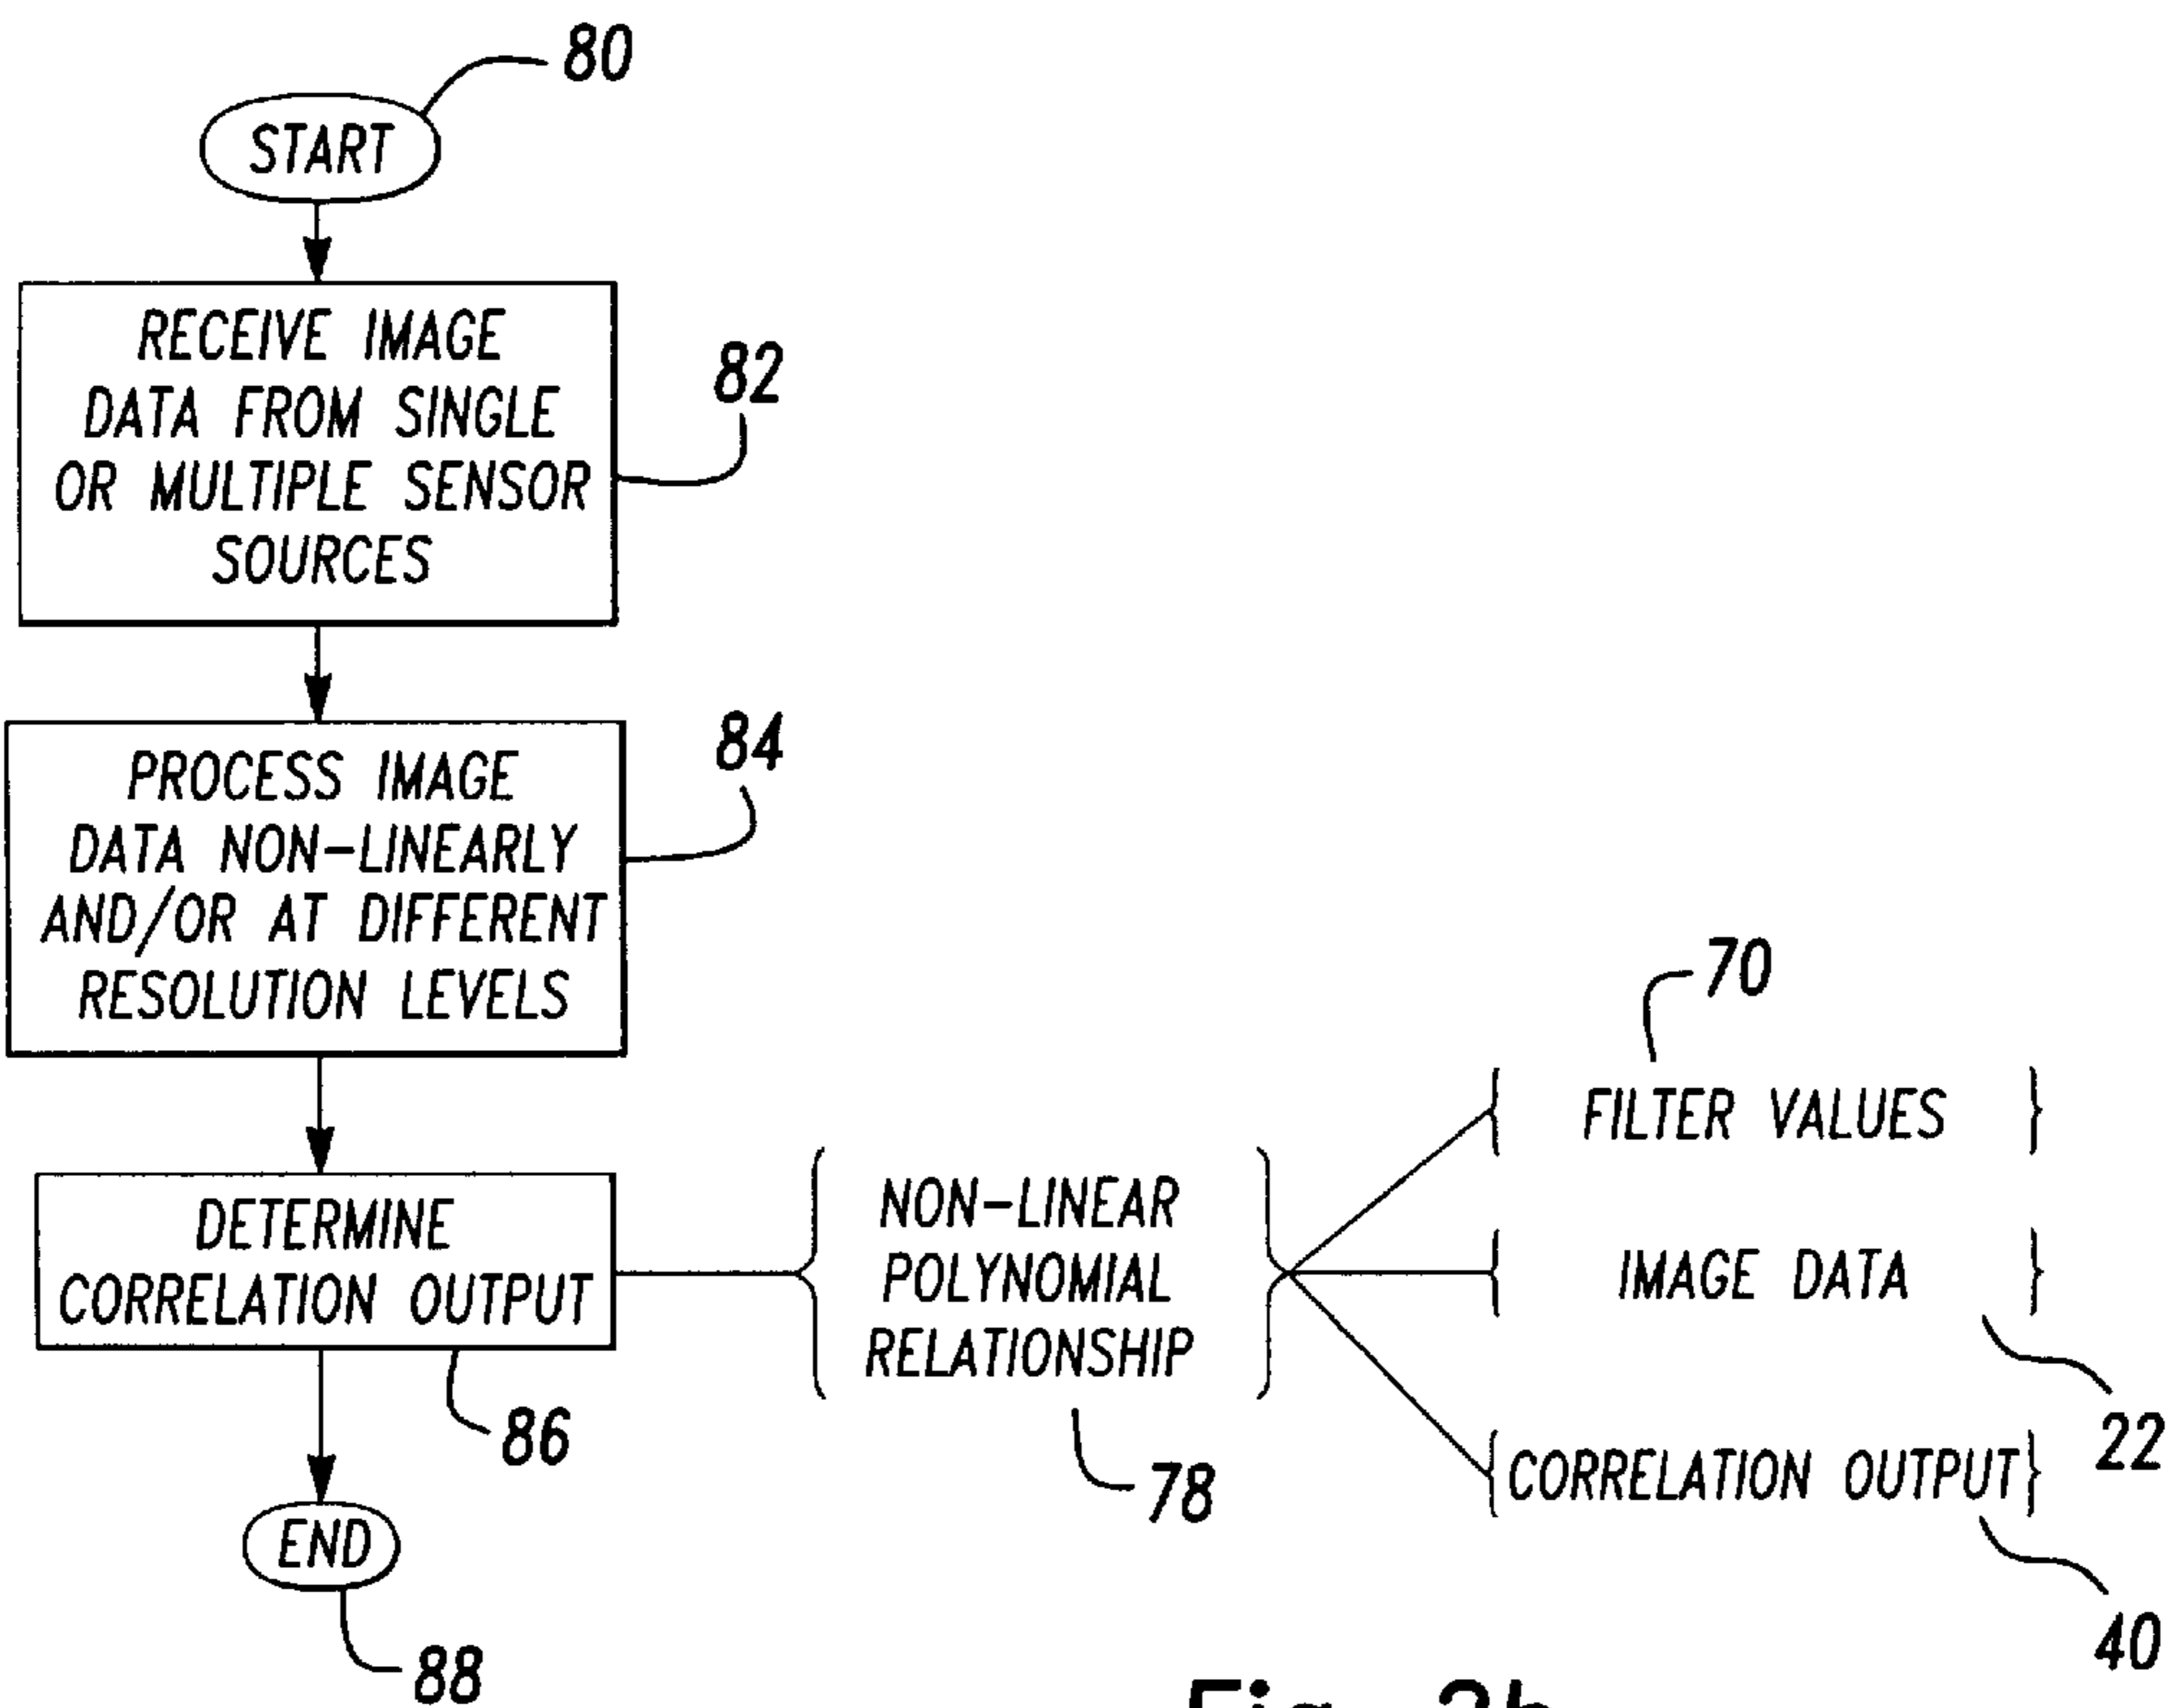 80
START
RECEIVE IMAGE
DATA FROM SINGLE
OR MULTIPLE SENSOR
SOURCES
82
PROCESS IMAGE
DATA NON-LINEARLY
AND/OR AT DIFFERENT
RESOLUTION LEVELS
84
DETERMINE
CORRELATION OUTPUT
86
NON-LINEAR
POLYNOMIAL
RELATIONSHIP
78
70
FILTER VALUES
IMAGE DATA
22
CORRELATION OUTPUT
40
END
88